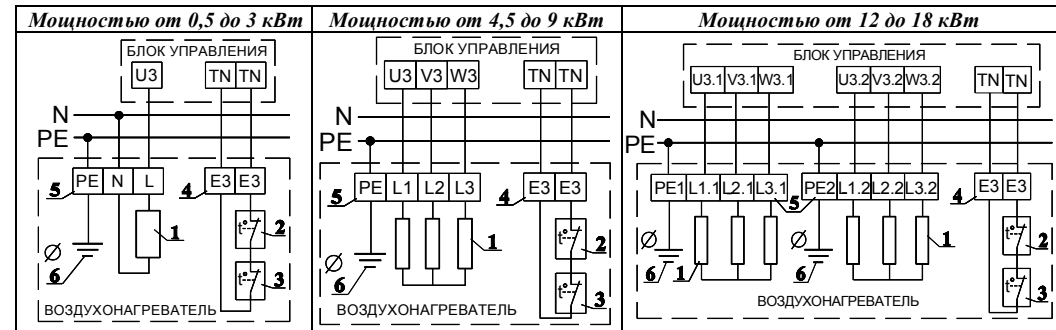 Мощностью от 0,5 до 3 кВт
БЛОК УПРАВЛЕНИЯ
U3 TN TN
N
PE
PE N L E3 E3
5 4
1 2
6 3
t° t°
ВОЗДУХОНАГРЕВАТЕЛЬ
Мощностью от 4,5 до 9 кВт
БЛОК УПРАВЛЕНИЯ
U3 V3 W3 TN TN
N
PE
PE L1 L2 L3 E3 E3
5 4
1 2
6 3
t° t°
ВОЗДУХОНАГРЕВАТЕЛЬ
Мощностью от 12 до 18 кВт
БЛОК УПРАВЛЕНИЯ
U3.1 V3.1 W3.1 U3.2 V3.2 W3.2 TN TN
N
PE
PE1 L1.1 L2.1 L3.1 PE2 L1.2 L2.2 L3.2 E3 E3
5 4
1 2
6 1 6 3
t° t°
ВОЗДУХОНАГРЕВАТЕЛЬ